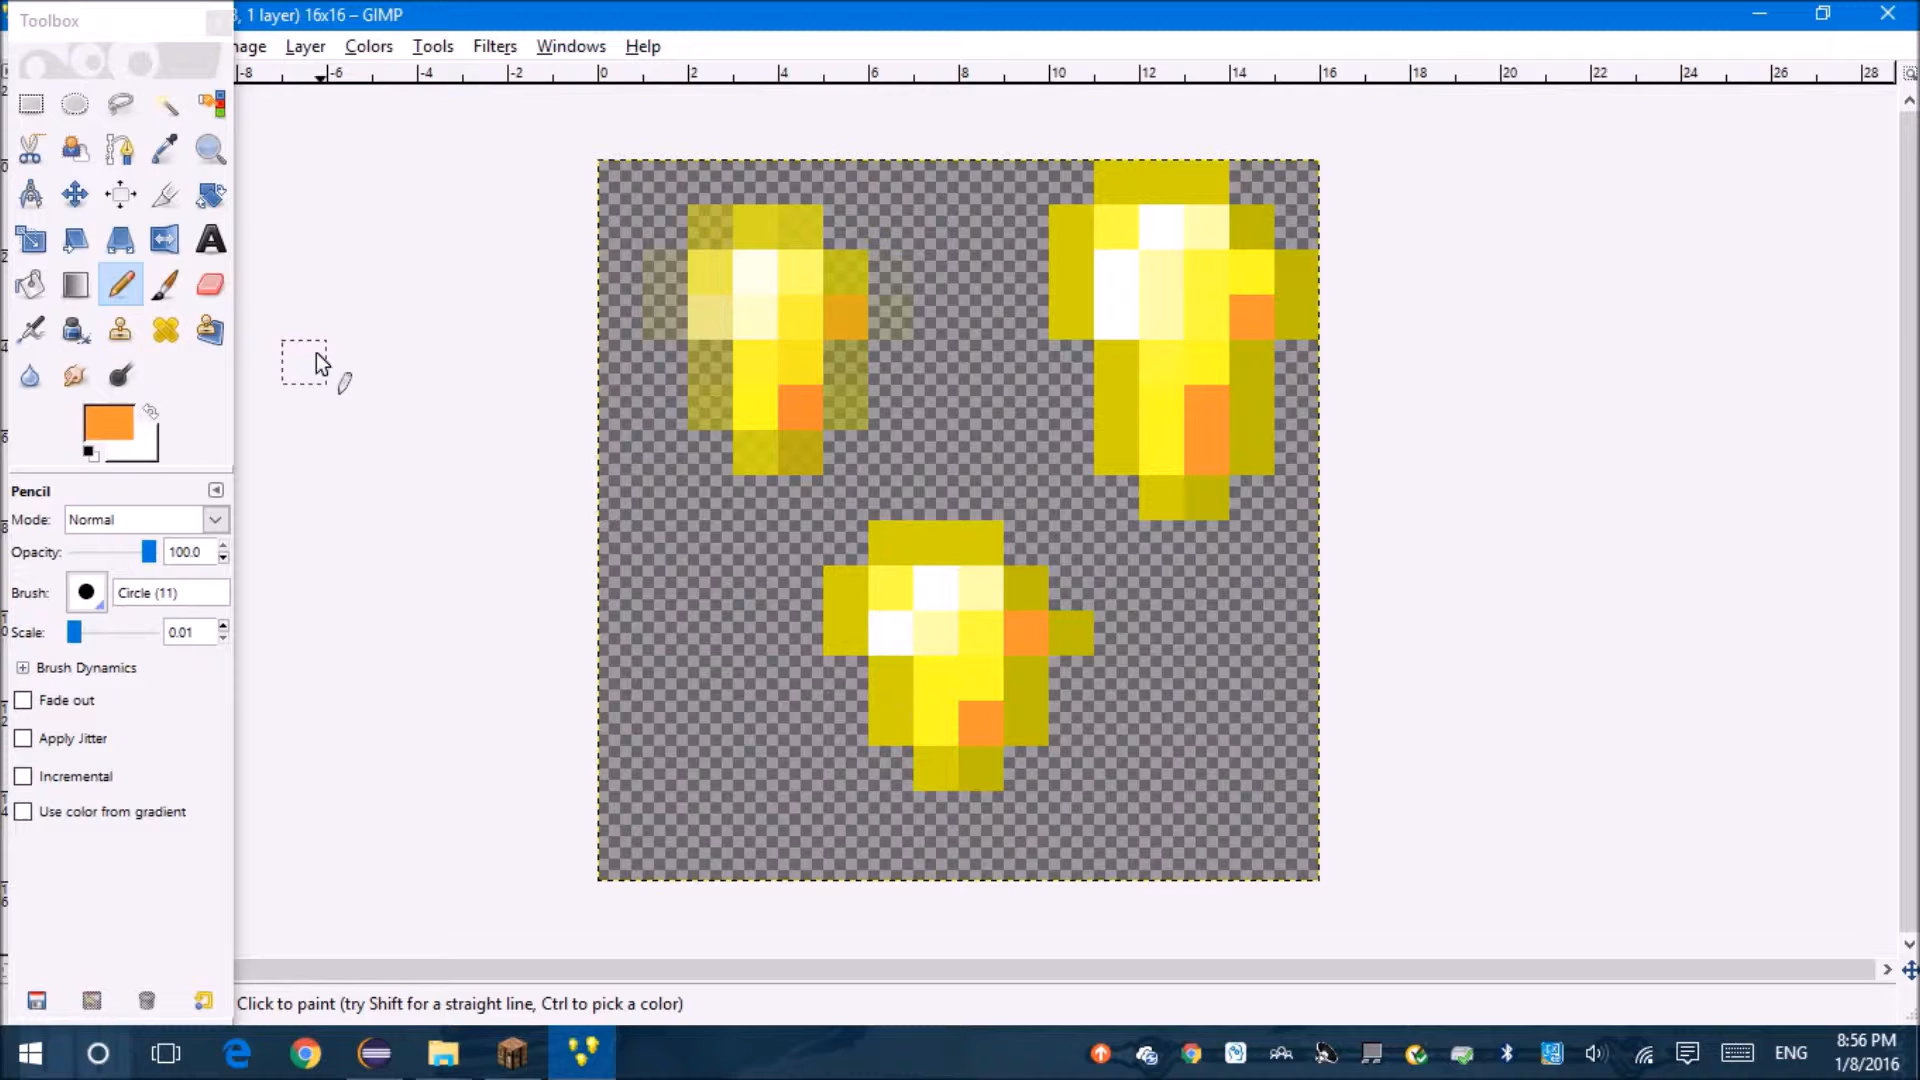 Toolbox
, 1 layer) 16x16 – GIMP
age Layer Colors Tools Filters Windows Help
-8 -6 -4 -2 0 2 4 6 8 10 12 14 16 18 20 22 24 26 28
Pencil
Mode: Normal
Opacity: 100.0
Brush: Circle (11)
Scale: 0.01
Brush Dynamics
Fade out
Apply Jitter
Incremental
Use color from gradient
Click to paint (try Shift for a straight line, Ctrl to pick a color)
ENG
8:56 PM
1/8/2016